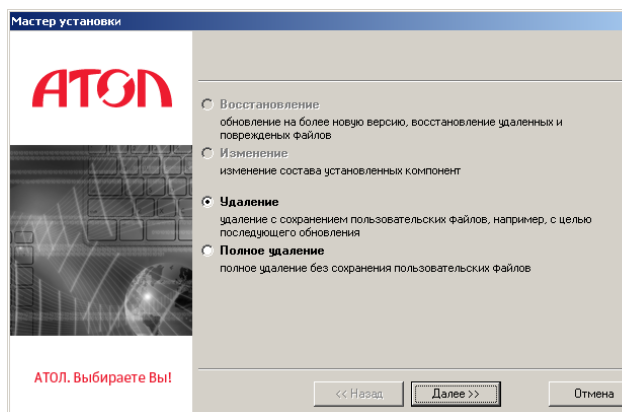 Мастер установки
АТОЛ
Восстановление
обновление на более новую версию, восстановление удаленных и
поврежденых файлов
Изменение
изменение состава установленных компонент
Удаление
удаление с сохранением пользовательских файлов, например, с целью
последующего обновления
Полное удаление
полное удаление без сохранения пользовательских файлов
АТОЛ. Выбираете Вы!
<< Назад
Далее >>
Отмена